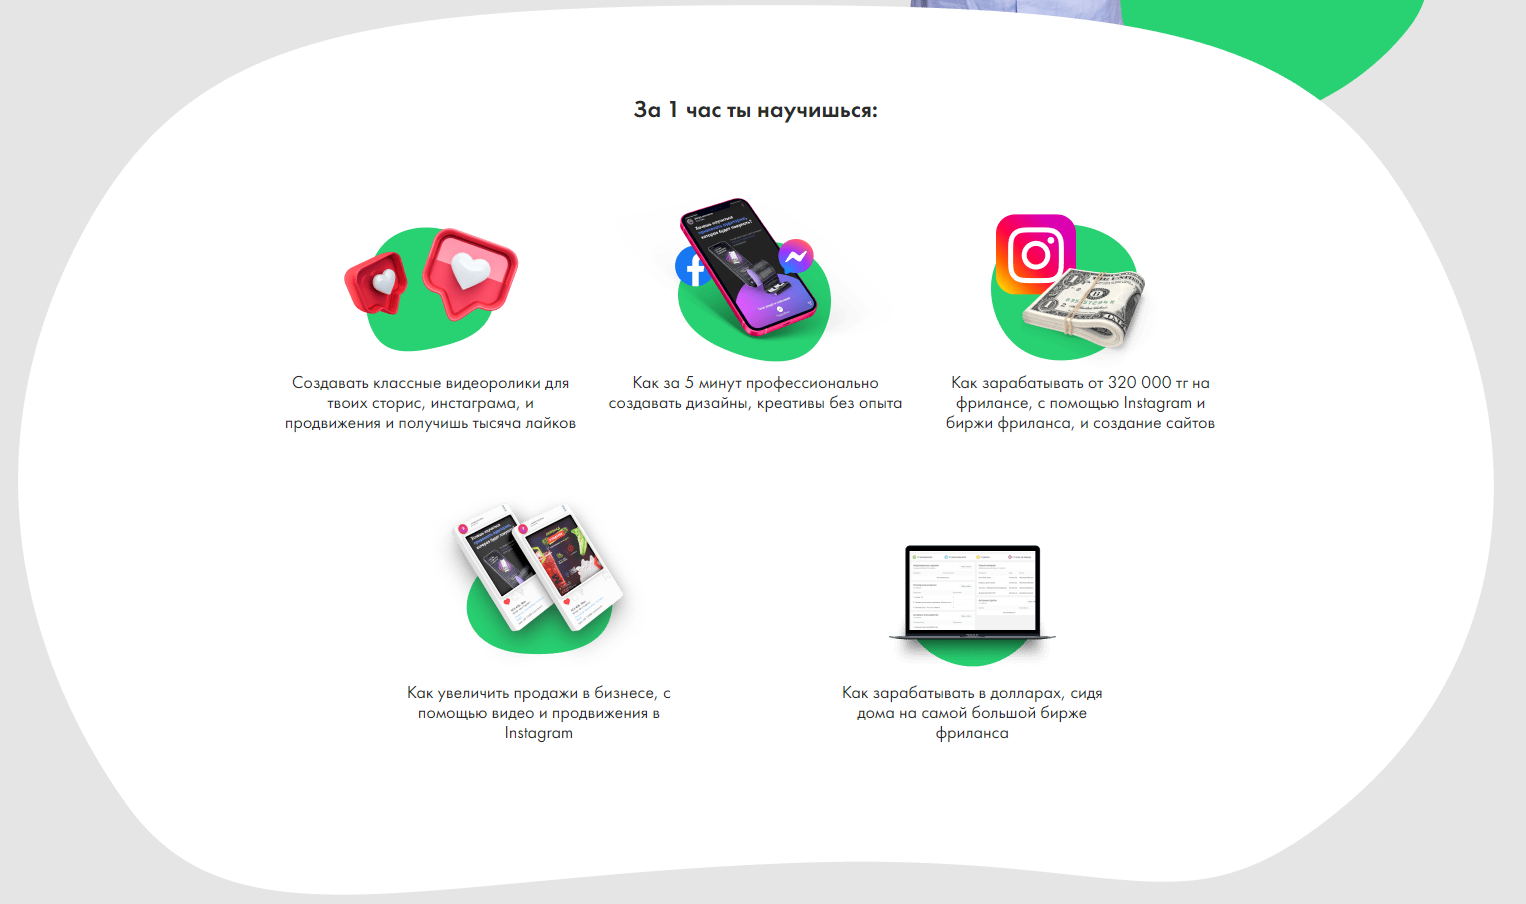 За 1 час ты научишься:
Создавать классные видеоролики для
твоих сторис, инстаграма, и
продвижения и получишь тысяча лайков
Как за 5 минут профессионально
создавать дизайны, креативы без опыта
Как зарабатывать от 320 000 тг на
фрилансе, с помощью Instagram и
биржи фриланса, и создание сайтов
Как увеличить продажи в бизнесе, с
помощью видео и продвижения в
Instagram
Как зарабатывать в долларах, сидя
дома на самой большой бирже
фриланса